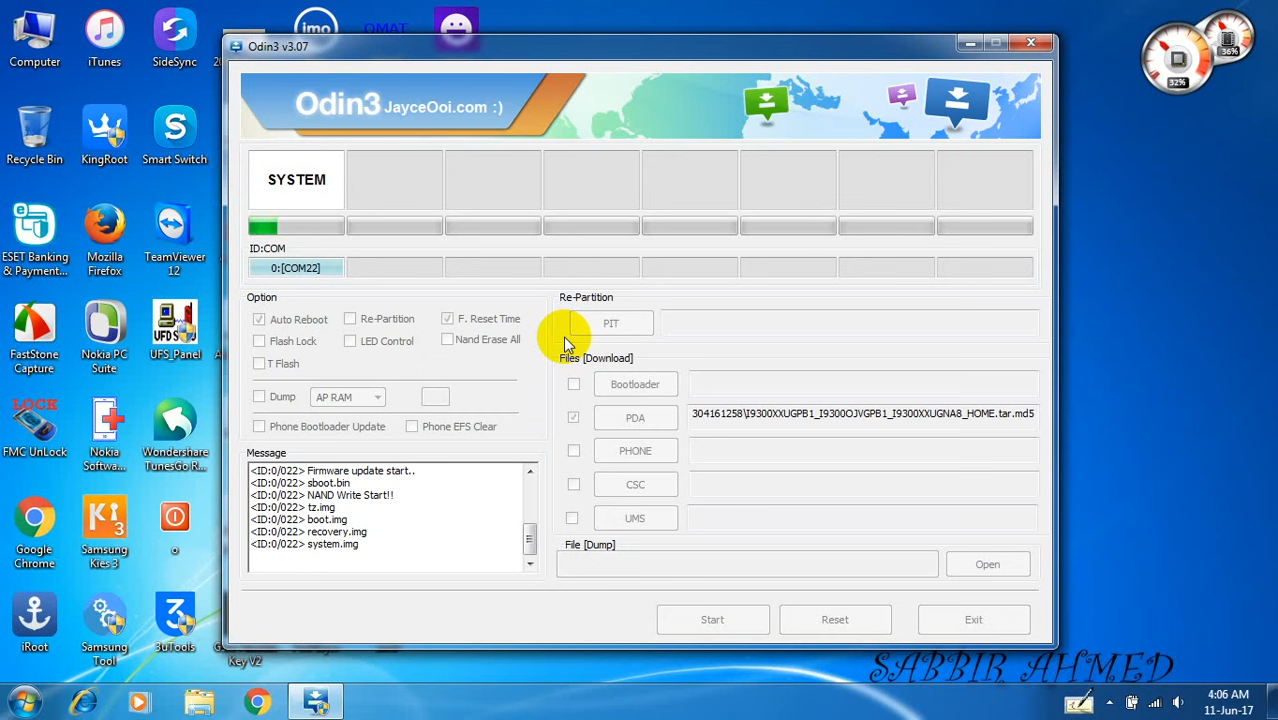 Computer
iTunes
SideSync
imo
OMAT
Recycle Bin
KingRoot
Smart Switch
ESET Banking
& Payment...
Mozilla
Firefox
TeamViewer
12
FastStone
Capture
Nokia PC
Suite
UFS_Panel
LOCK
FMC UnLock
Nokia
Softwa...
Wondershare
TunesGo R...
Google
Chrome
Samsung
Kies 3
o
iRoot
Samsung
Tool
3uTools
Key V2
36%
32%
Odin3 v3.07
Odin3 JayceOoi.com :)
SYSTEM
ID:COM
0:[COM22]
Option
Auto Reboot
Re-Partition
F. Reset Time
Flash Lock
LED Control
Nand Erase All
T Flash
Dump
AP RAM
Phone Bootloader Update
Phone EFS Clear
Message
<ID:0/022> Firmware update start..
<ID:0/022> sboot.bin
<ID:0/022> NAND Write Start!!
<ID:0/022> tz.img
<ID:0/022> boot.img
<ID:0/022> recovery.img
<ID:0/022> system.img
Re-Partition
PIT
Files [Download]
Bootloader
PDA
304161258\I9300XXUGPB1_I9300OJVGPB1_I9300XXUGNA8_HOME.tar.md5
PHONE
CSC
UMS
File [Dump]
Open
Start
Reset
Exit
SABBIR AHMED
4:06 AM
11-Jun-17